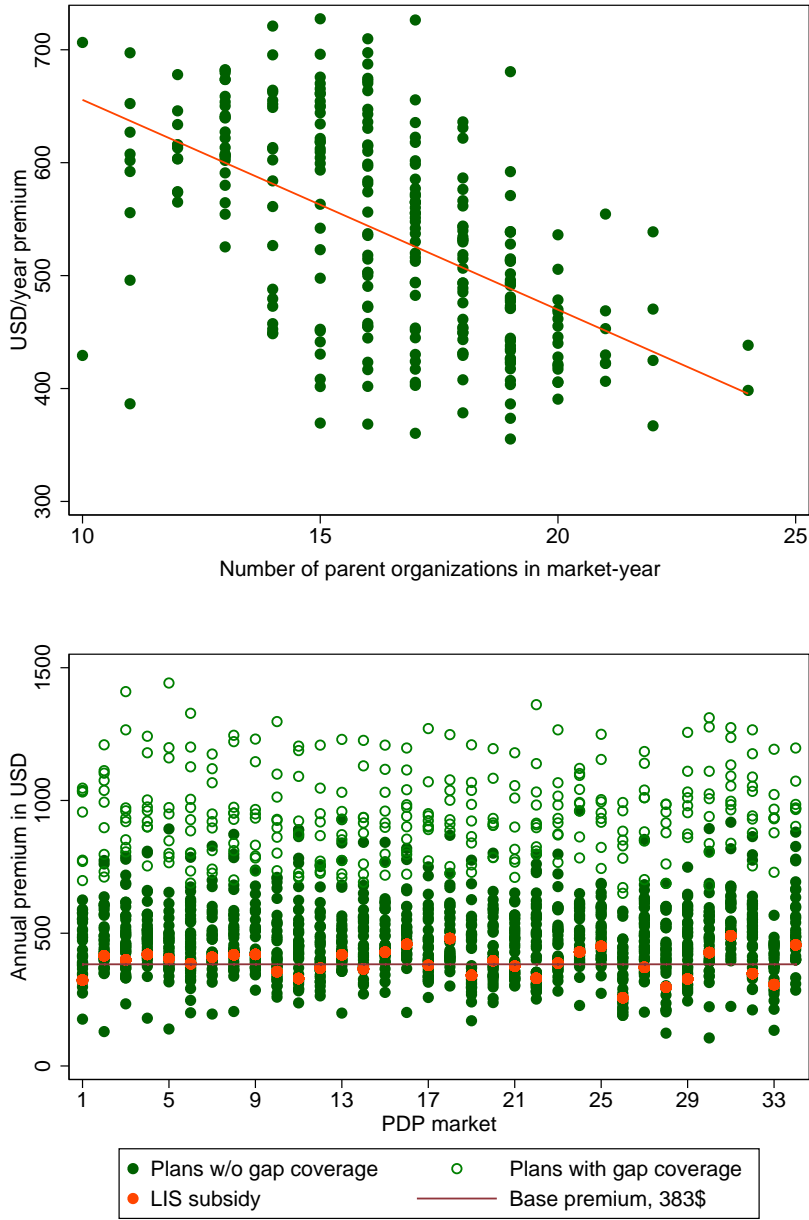 700
600
500
400
300
USD/year premium
10 15 20 25
Number of parent organizations in market-year
1500
1000
500
0
Annual premium in USD
1 5 9 13 17 21 25 29 33
PDP market
Plans w/o gap coverage Plans with gap coverage
LIS subsidy Base premium, 383$